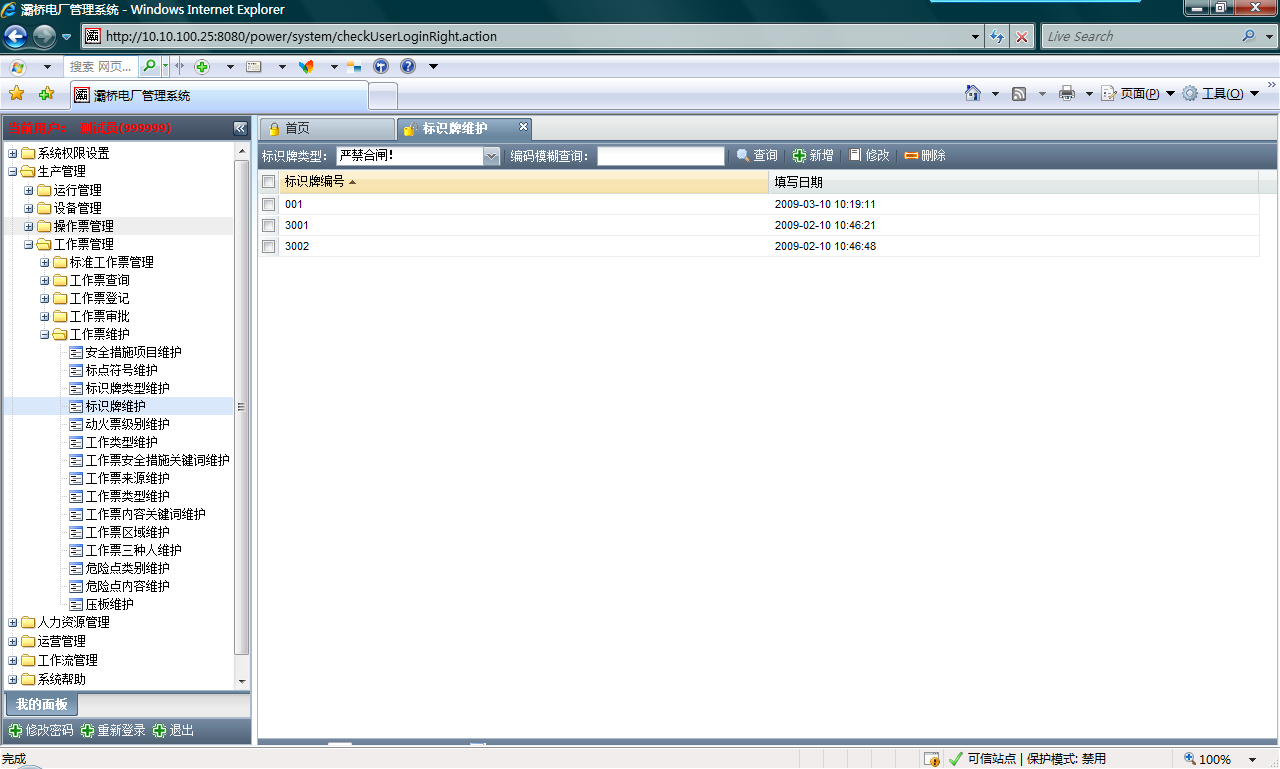 灞桥电厂管理系统 - Windows Internet Explorer
http://10.10.100.25:8080/power/system/checkUserLoginRight.action
Live Search
搜索 网页...
灞桥电厂管理系统
页面(P)
工具(O)
当前用户： 测试员(999999)
首页
标识牌维护
标识牌类型:
严禁合闸!
编码模糊查询:
查询
新增
修改
删除
标识牌编号
填写日期
001
2009-03-10 10:19:11
3001
2009-02-10 10:46:21
3002
2009-02-10 10:46:48
系统权限设置
生产管理
运行管理
设备管理
操作票管理
工作票管理
标准工作票管理
工作票查询
工作票登记
工作票审批
工作票维护
安全措施项目维护
标点符号维护
标识牌类型维护
标识牌维护
动火票级别维护
工作类型维护
工作票安全措施关键词维护
工作票来源维护
工作票类型维护
工作票内容关键词维护
工作票区域维护
工作票三种人维护
危险点类别维护
危险点内容维护
压板维护
人力资源管理
运营管理
工作流管理
系统帮助
我的面板
修改密码
重新登录
退出
完成
可信站点 | 保护模式: 禁用
100%